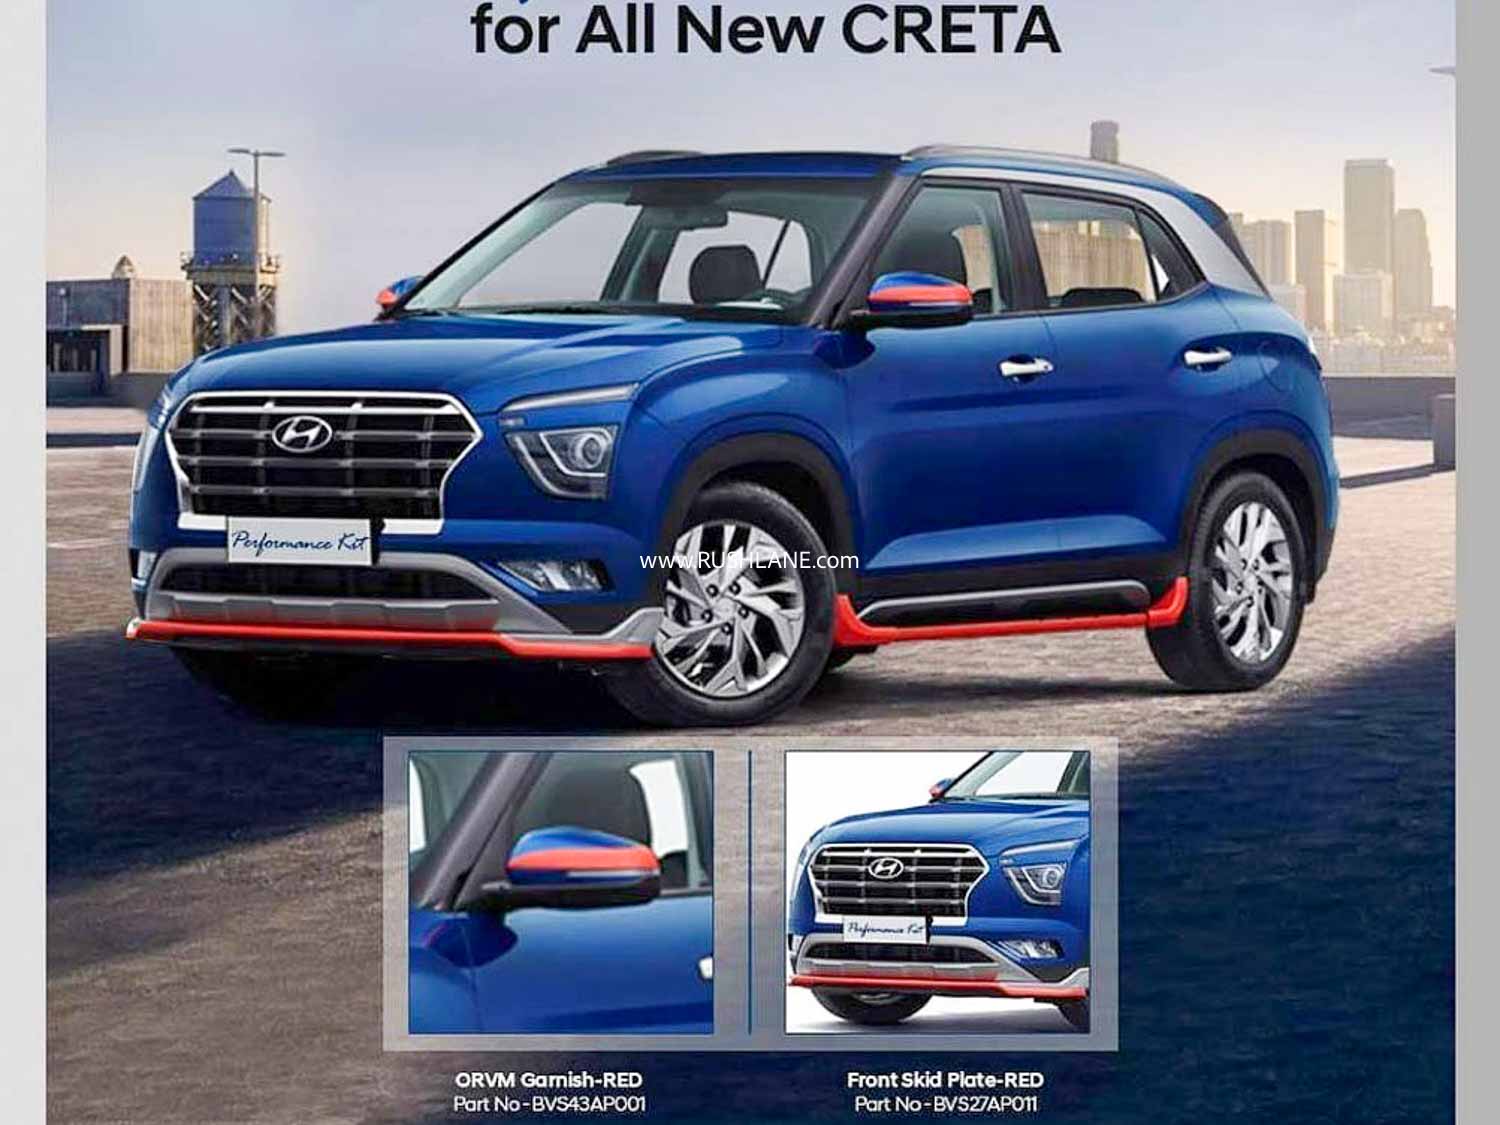 for All New CRETA
Performance Kit
www.RUSHLANE.com
Performance Kit
ORVM Garnish-RED
Part No - BVS43AP001
Front Skid Plate-RED
Part No - BVS27AP011